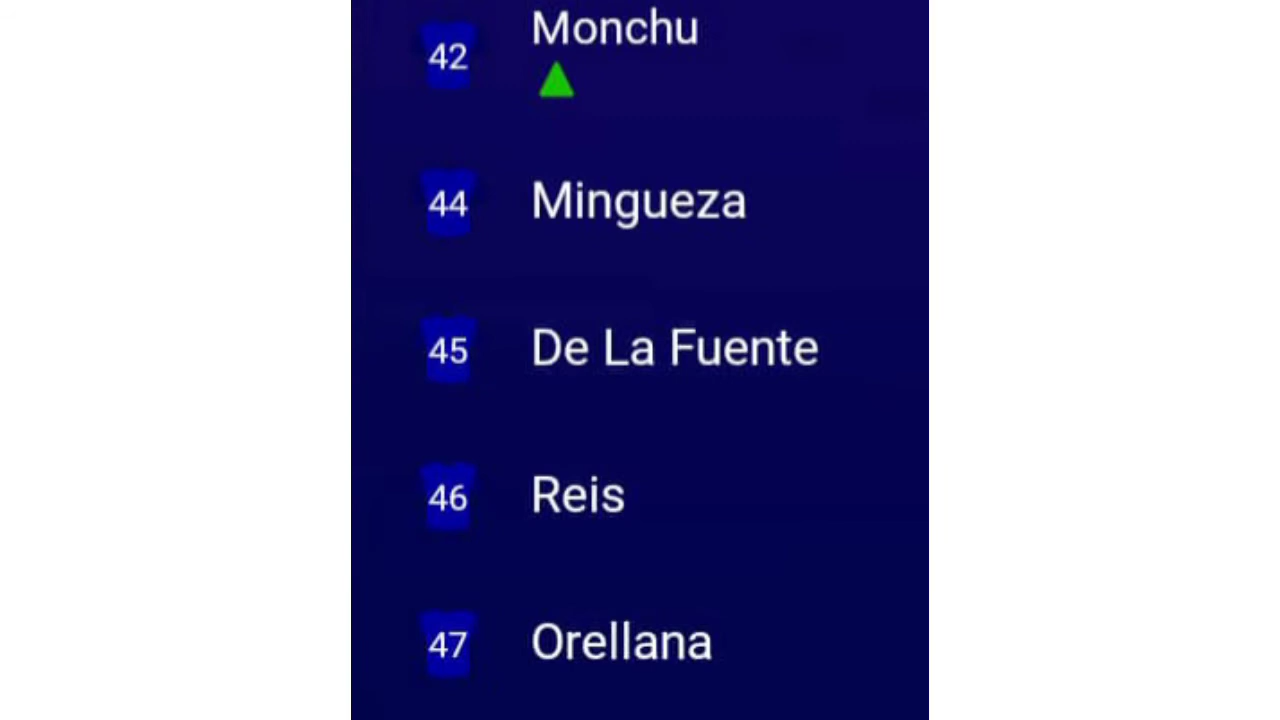 42 Monchu
44 Mingueza
45 De La Fuente
46 Reis
47 Orellana